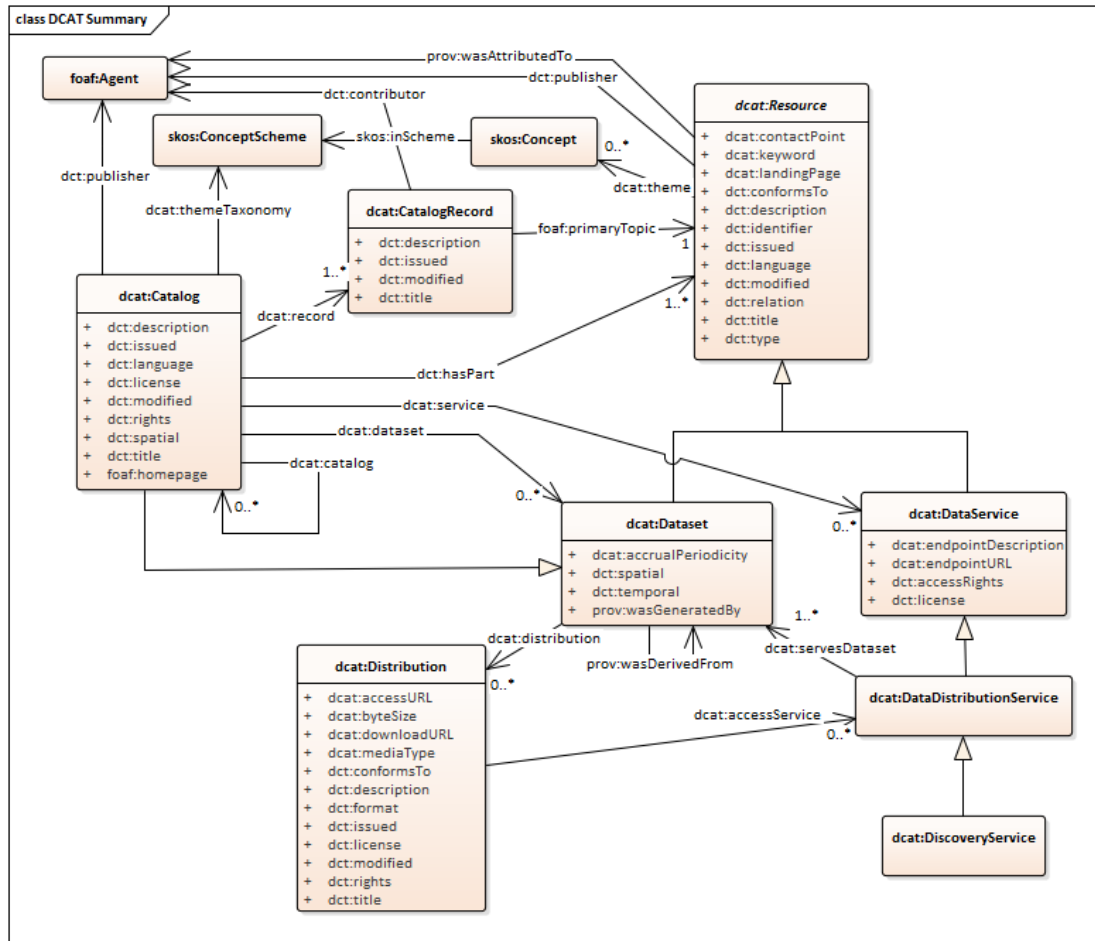 class DCAT Summary
foaf:Agent
prov:wasAttributedTo
dct:publisher
dct:contributor
dcat:Resource
+ dcat:contactPoint
+ dcat:keyword
+ dcat:landingPage
+ dct:conformsTo
+ dct:description
+ dct:identifier
+ dct:issued
+ dct:language
+ dct:modified
+ dct:relation
+ dct:title
+ dct:type
skos:ConceptScheme
skos:inScheme
skos:Concept
0..*
dcat:theme
dct:publisher
dcat:themeTaxonomy
dcat:CatalogRecord
+ dct:description
+ dct:issued
+ dct:modified
+ dct:title
foaf:primaryTopic
1
1..*
dcat:record
1..*
dcat:Catalog
+ dct:description
+ dct:issued
+ dct:language
+ dct:license
+ dct:modified
+ dct:rights
+ dct:spatial
+ dct:title
+ foaf:homepage
dct:hasPart
dcat:service
dcat:dataset
dcat:catalog
0..*
0..*
0..*
dcat:Dataset
+ dcat:accrualPeriodicity
+ dct:spatial
+ dct:temporal
+ prov:wasGeneratedBy
dcat:DataService
+ dcat:endpointDescription
+ dcat:endpointURL
+ dct:accessRights
+ dct:license
dcat:distribution
0..*
prov:wasDerivedFrom
1..*
dcat:servesDataset
dcat:Distribution
+ dcat:accessURL
+ dcat:byteSize
+ dcat:downloadURL
+ dcat:mediaType
+ dct:conformsTo
+ dct:description
+ dct:format
+ dct:issued
+ dct:license
+ dct:modified
+ dct:rights
+ dct:title
dcat:accessService
0..*
dcat:DataDistributionService
dcat:DiscoveryService